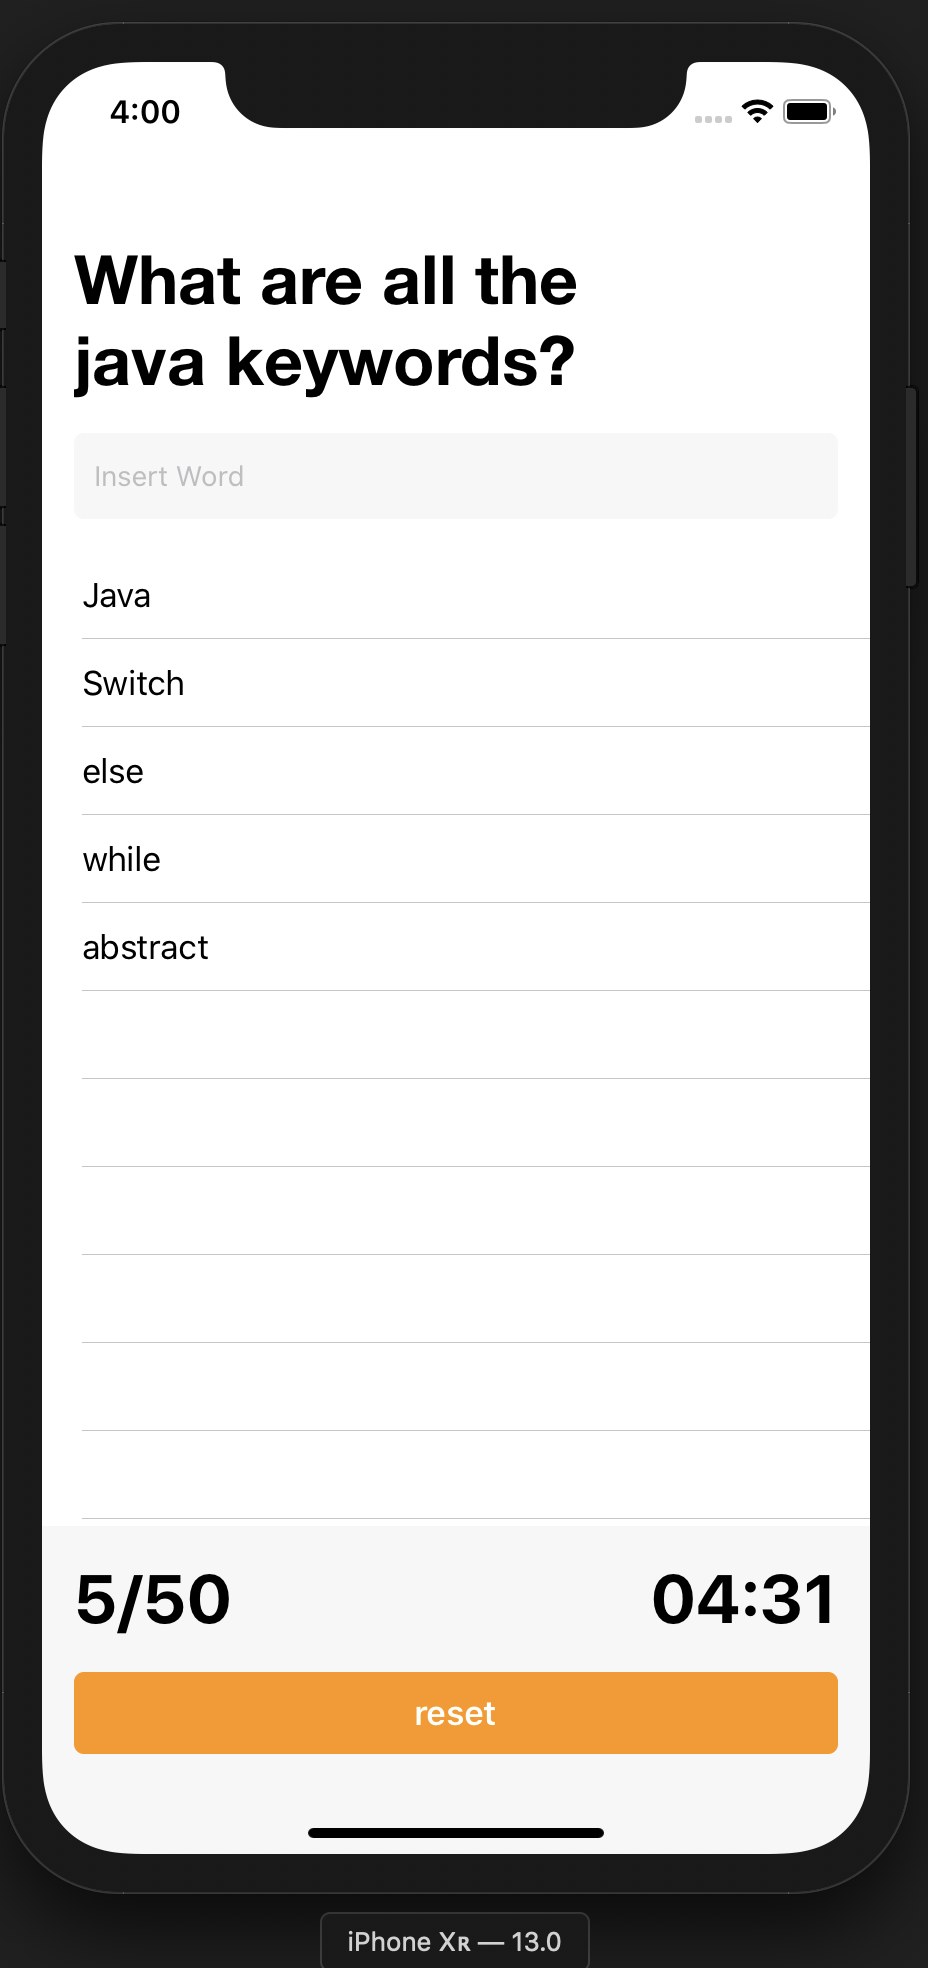 4:00
What are all the
java keywords?
Insert Word
Java
Switch
else
while
abstract
5/50 04:31
reset
iPhone Xʀ — 13.0